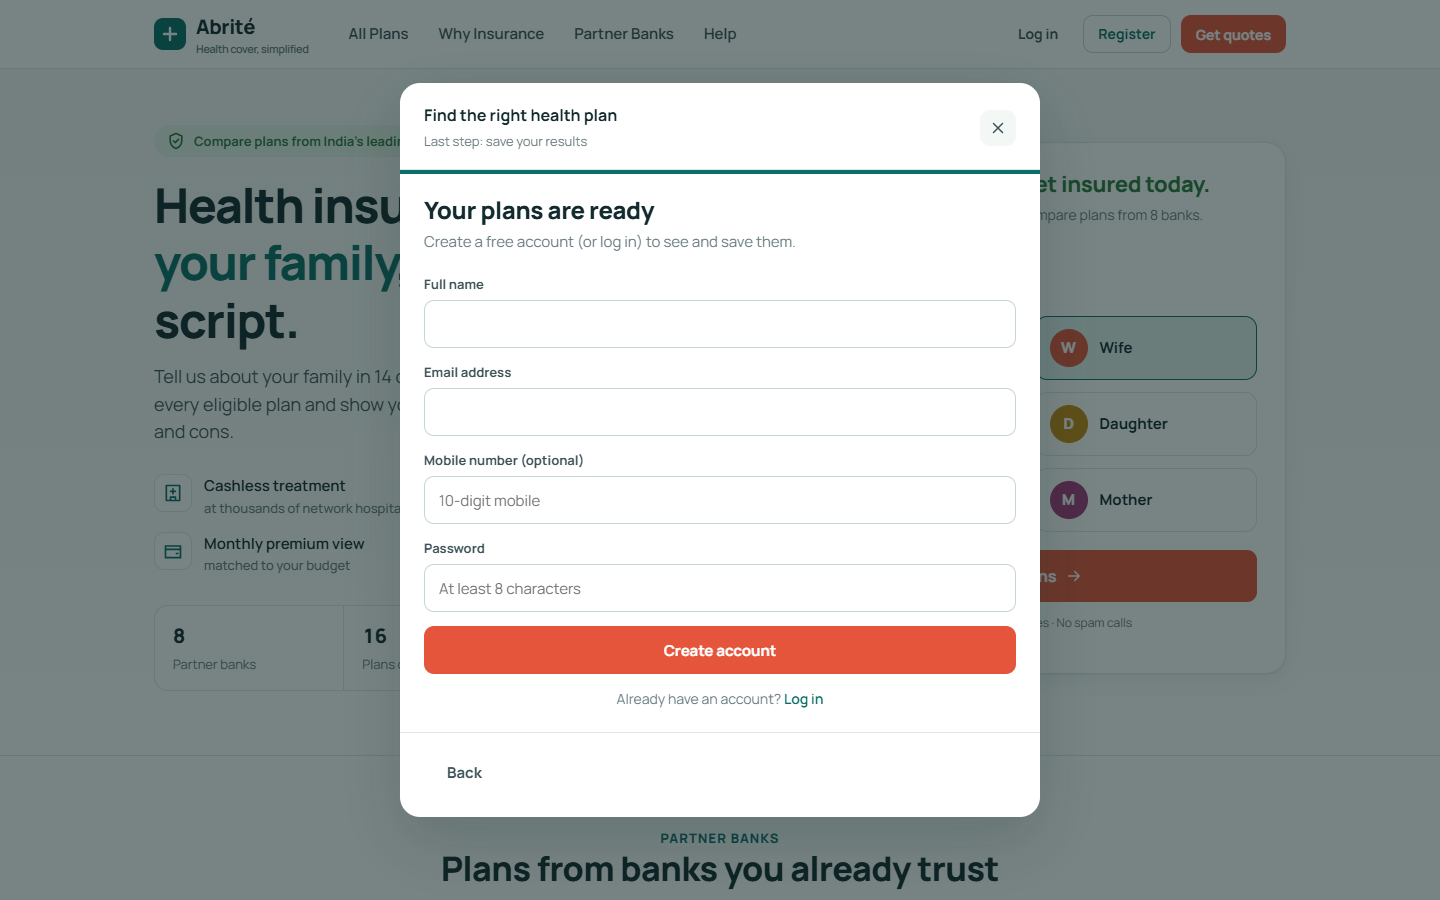 Abrité
Health cover, simplified
All Plans
Why Insurance
Partner Banks
Help
Log in
Register
Get quotes
Find the right health plan
Last step: save your results
Your plans are ready
Create a free account (or log in) to see and save them.
Full name
Email address
Mobile number (optional)
10-digit mobile
Password
At least 8 characters
Create account
Already have an account? Log in
Back
Compare plans from India's
Health
your family,
script.
Tell us about your family in 14
every eligible plan and show
and cons.
Cashless treatment
at thousands of network
Monthly premium view
matched to your budget
8
Partner banks
16
Plans
insured today.
plans from 8 banks.
W
Wife
D
Daughter
M
Mother
→
· No spam calls
PARTNER BANKS
Plans from banks you already trust